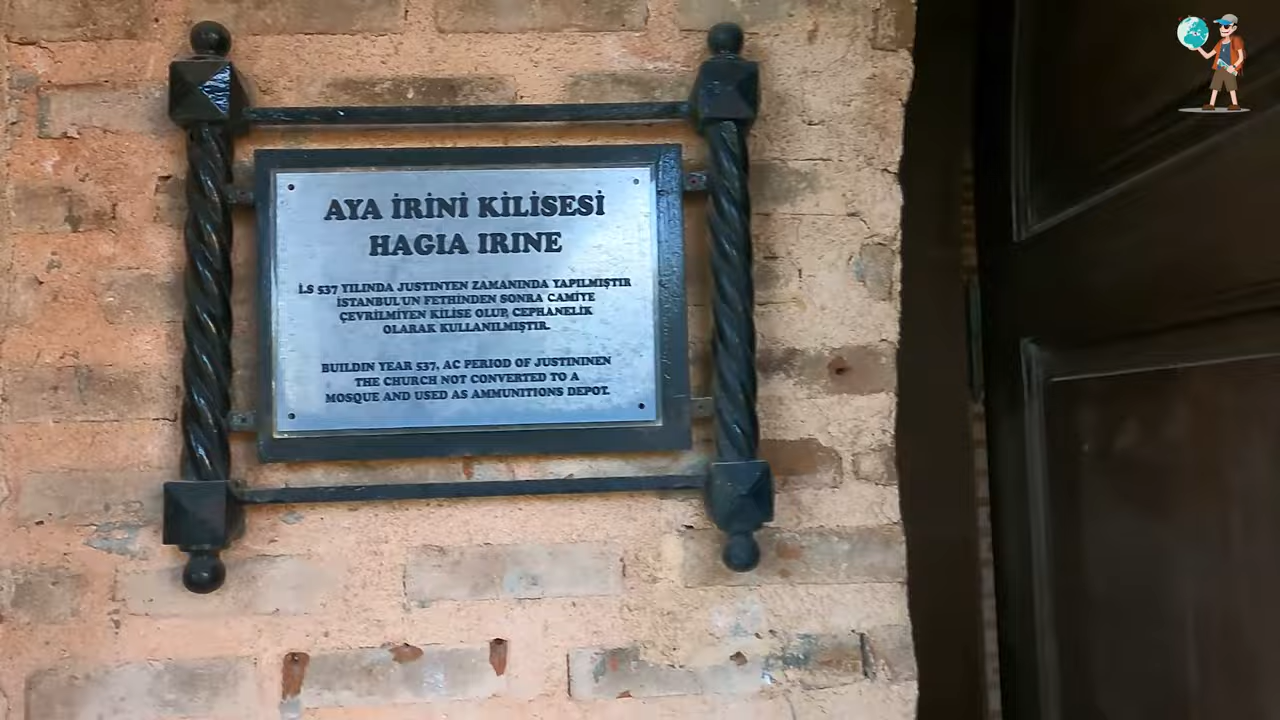 AYA İRİNİ KİLİSESİ
HAGIA IRINE
İ.S 537 YILINDA JUSTINYEN ZAMANINDA YAPILMIŞTIR
İSTANBUL'UN FETHİNDEN SONRA CAMİYE
ÇEVRİLMİYEN KİLİSE OLUP, CEPHANELİK
OLARAK KULLANILMIŞTIR.
BUILDIN YEAR 537, AC PERIOD OF JUSTININEN
THE CHURCH NOT CONVERTED TO A
MOSQUE AND USED AS AMMUNITIONS DEPOT.